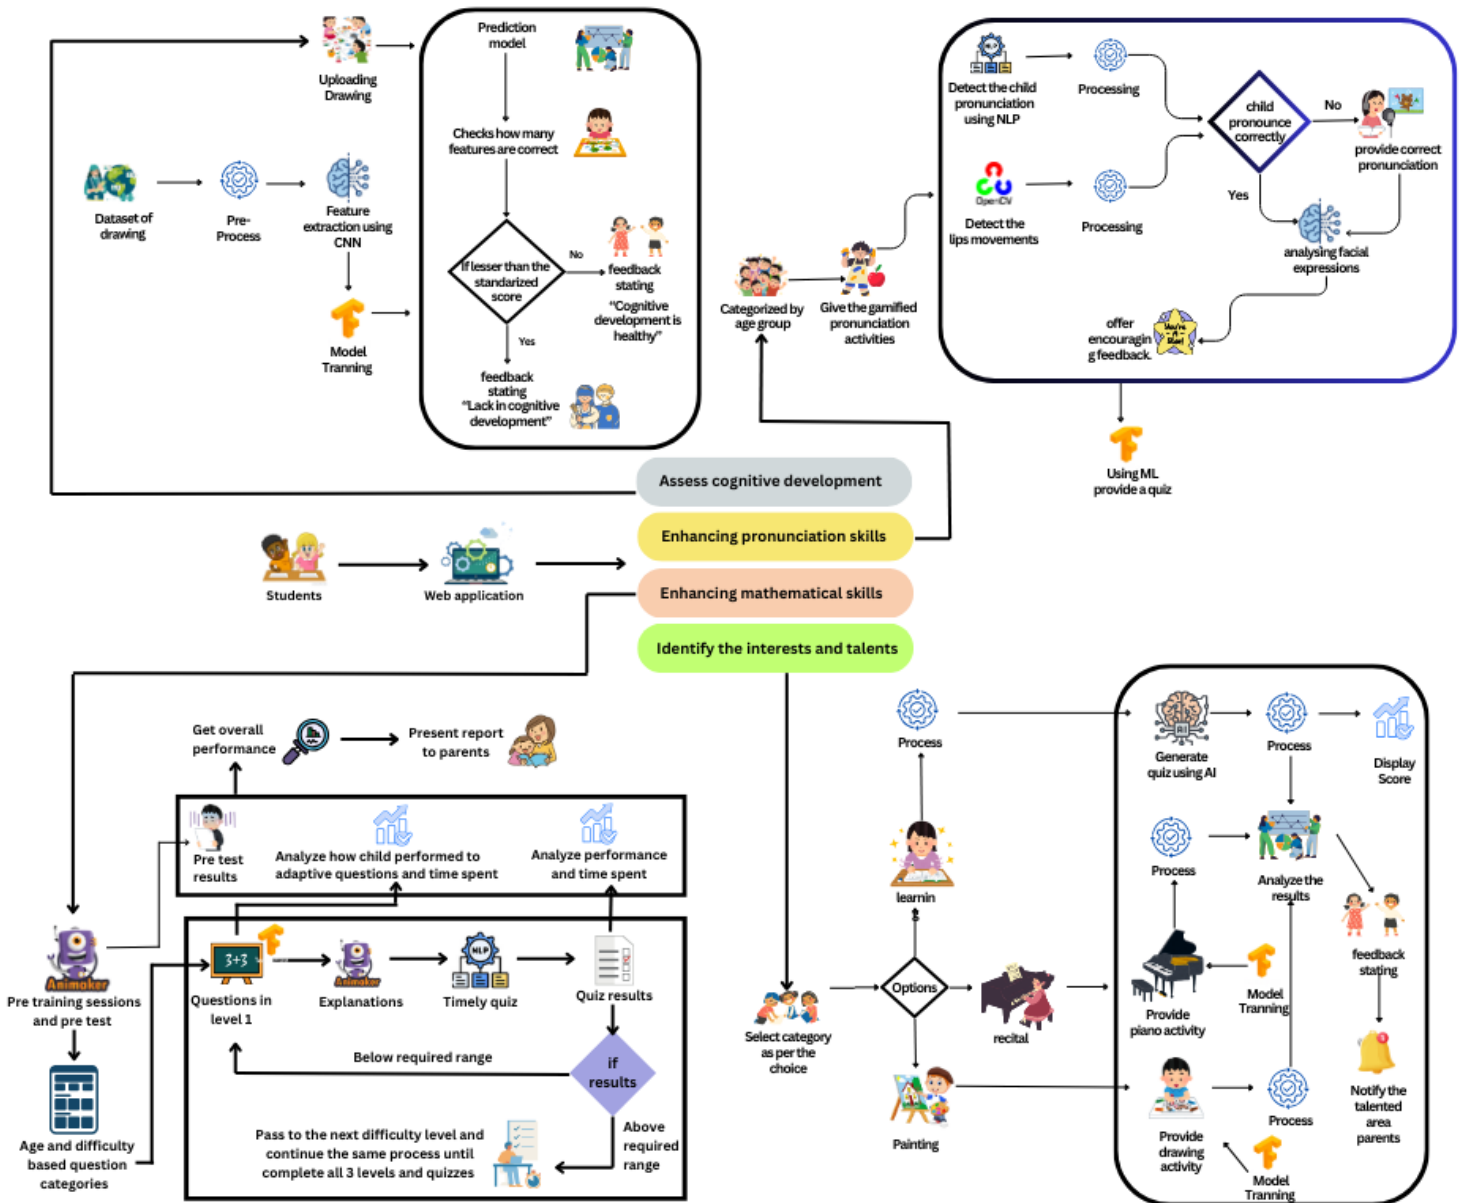 Uploading
Drawing
Dataset of
drawing
Pre-
Process
Feature
extraction using
CNN
Model
Tranning
Prediction
model
Checks how many
features are correct
If lesser than the
standarized
score
No
feedback
stating
"Cognitive
development is
healthy"
Yes
feedback
stating
"Lack in cognitive
development"
Categorized by
age group
Give the gamified
pronunciation
activities
NLP
Detect the child
pronunciation
using NLP
Processing
OpenCV
Detect the
lips movements
Processing
child
pronounce
correctly
No
provide correct
pronunciation
Yes
analysing facial
expressions
offer
encouragin
g feedback.
You're
A
Star!
Using ML
provide a quiz
Assess cognitive development
Enhancing pronunciation skills
Enhancing mathematical skills
Identify the interests and talents
Students
Web application
Get overall
performance
Present report
to parents
Pre test
results
Analyze how child performed to
adaptive questions and time spent
Analyze performance
and time spent
Animaker
Pre training sessions
and pre test
Age and difficulty
based question
categories
3+3
Questions in
level 1
Animaker
Explanations
NLP
Timely quiz
Quiz results
Below required range
if
results
Above
required
range
Pass to the next difficulty level and
continue the same process until
complete all 3 levels and quizzes
Select category
as per the
choice
Options
Process
learnin
g
recital
Painting
AI
Generate
quiz using AI
Process
Display
Score
Process
Analyze the
results
Provide
piano activity
Model
Tranning
feedback
stating
Notify the
talented
area
parents
Provide
drawing
activity
Process
Model
Tranning